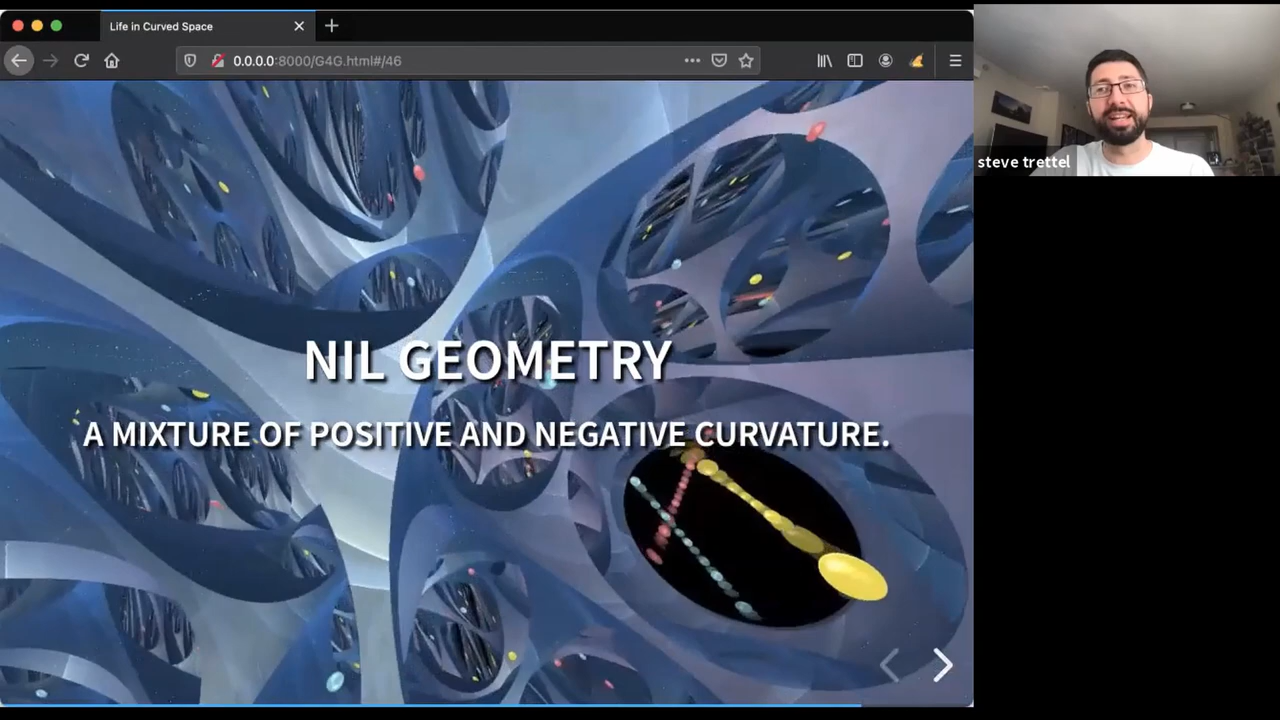 Life in Curved Space
0.0.0.0:8000/G4G.html#/46
steve trettel
NIL GEOMETRY
A MIXTURE OF POSITIVE AND NEGATIVE CURVATURE.